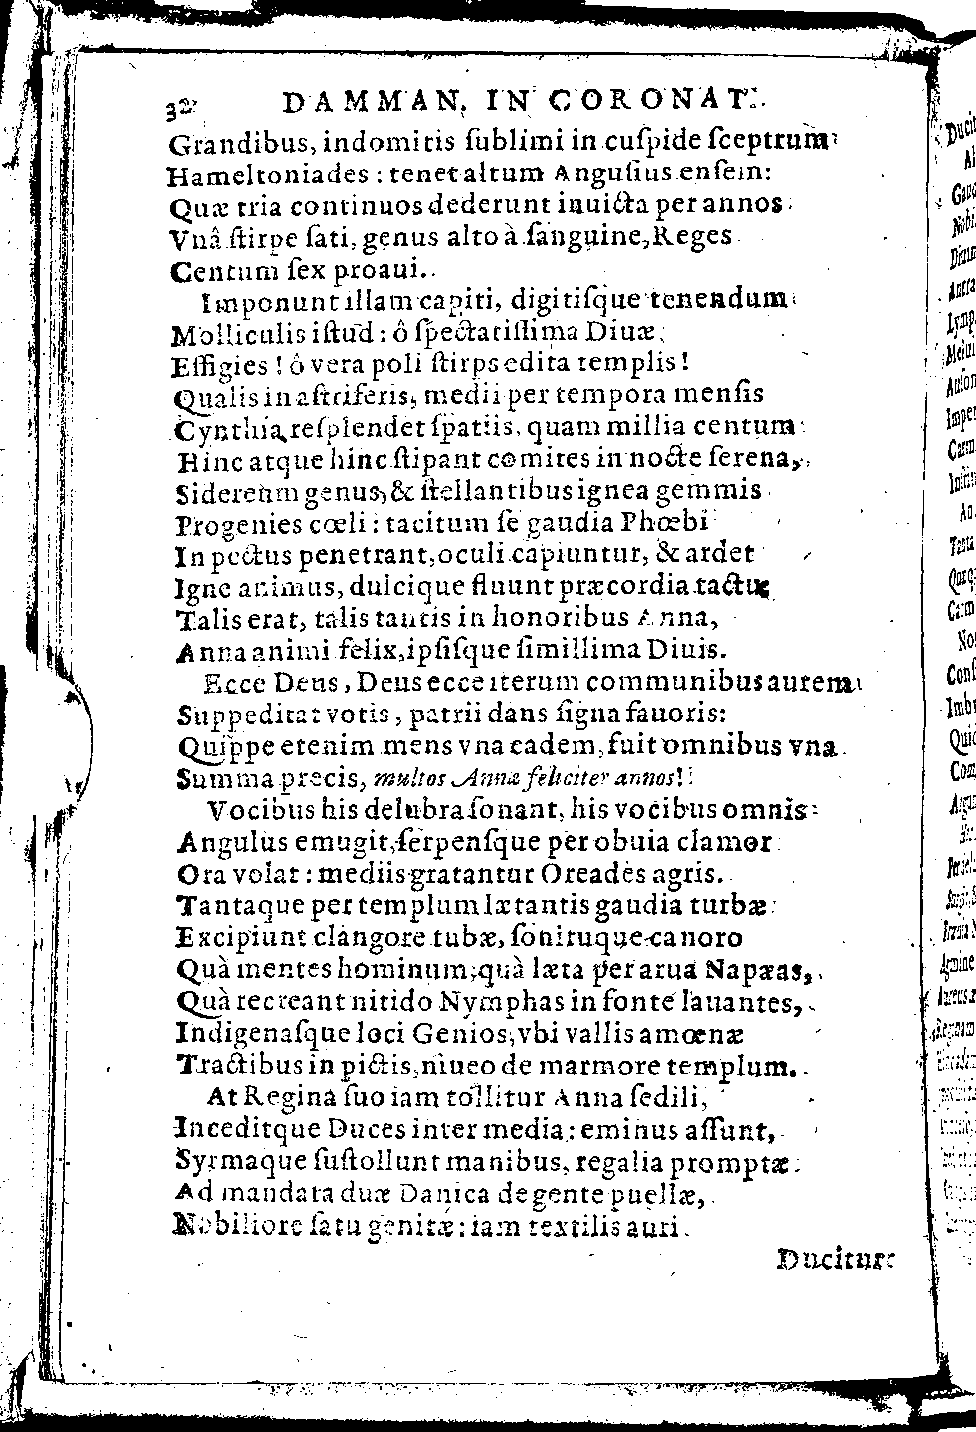 32 DAMMAN. IN CORONAT.
Grandibus, indomitis ſublimi in cuſpide ſceptrum
Hameltoniades : tenet altum Anguſius enſem:
Quæ tria continuos dederunt inuicta per annos
Vnâ ſtirpe ſati, genus alto à ſanguine, Reges
Centum ſex proaui.
Imponunt illam capiti, digitiſque tenendum
Molliculis iſtud : ô ſpectatiſſima Diuæ
Effigies ! ô vera poli ſtirps edita templis !
Qualis in aſtriferis, medii per tempora menſis
Cynthia reſplendet ſpatiis, quam millia centum
Hinc atque hinc ſtipant comites in nocte ſerena,
Sidereum genus, & ſtellantibus ignea gemmis
Progenies cœli : tacitum ſe gaudia Phœbi
In pectus penetrant, oculi capiuntur, & ardet
Igne animus, dulcique fluunt præcordia tactu
Talis erat, talis tantis in honoribus Anna,
Anna animi felix, ipſiſque ſimillima Diuis.
Ecce Deus, Deus ecce iterum communibus aurem
Suppeditat votis, patrii dans ſigna fauoris:
Quippe etenim mens vna eadem, fuit omnibus vna
Summa precis, multos Anna feliciter annos!
Vocibus his delubra ſonant, his vocibus omnis
Angulus emugit, ſerpenſque per obuia clamor
Ora volat : mediis gratantur Oreades agris.
Tantaque per templum lætantis gaudia turbæ
Excipiunt clangore tubæ, ſonituque canoro
Quà mentes hominum, quà læta per arua Napæas,
Quà recreant nitido Nymphas in fonte lauantes,
Indigenaſque loci Genios, vbi vallis amœnæ
Tractibus in pictis, niueo de marmore templum.
At Regina ſuo iam tollitur Anna ſedili,
Inceditque Duces inter media : eminus aſſunt,
Syrmaque ſuſtollunt manibus, regalia promptæ
Ad mandata duæ Danica de gente puellæ,
Nobiliore ſatu genitæ : iam textilis auri
Ducitur